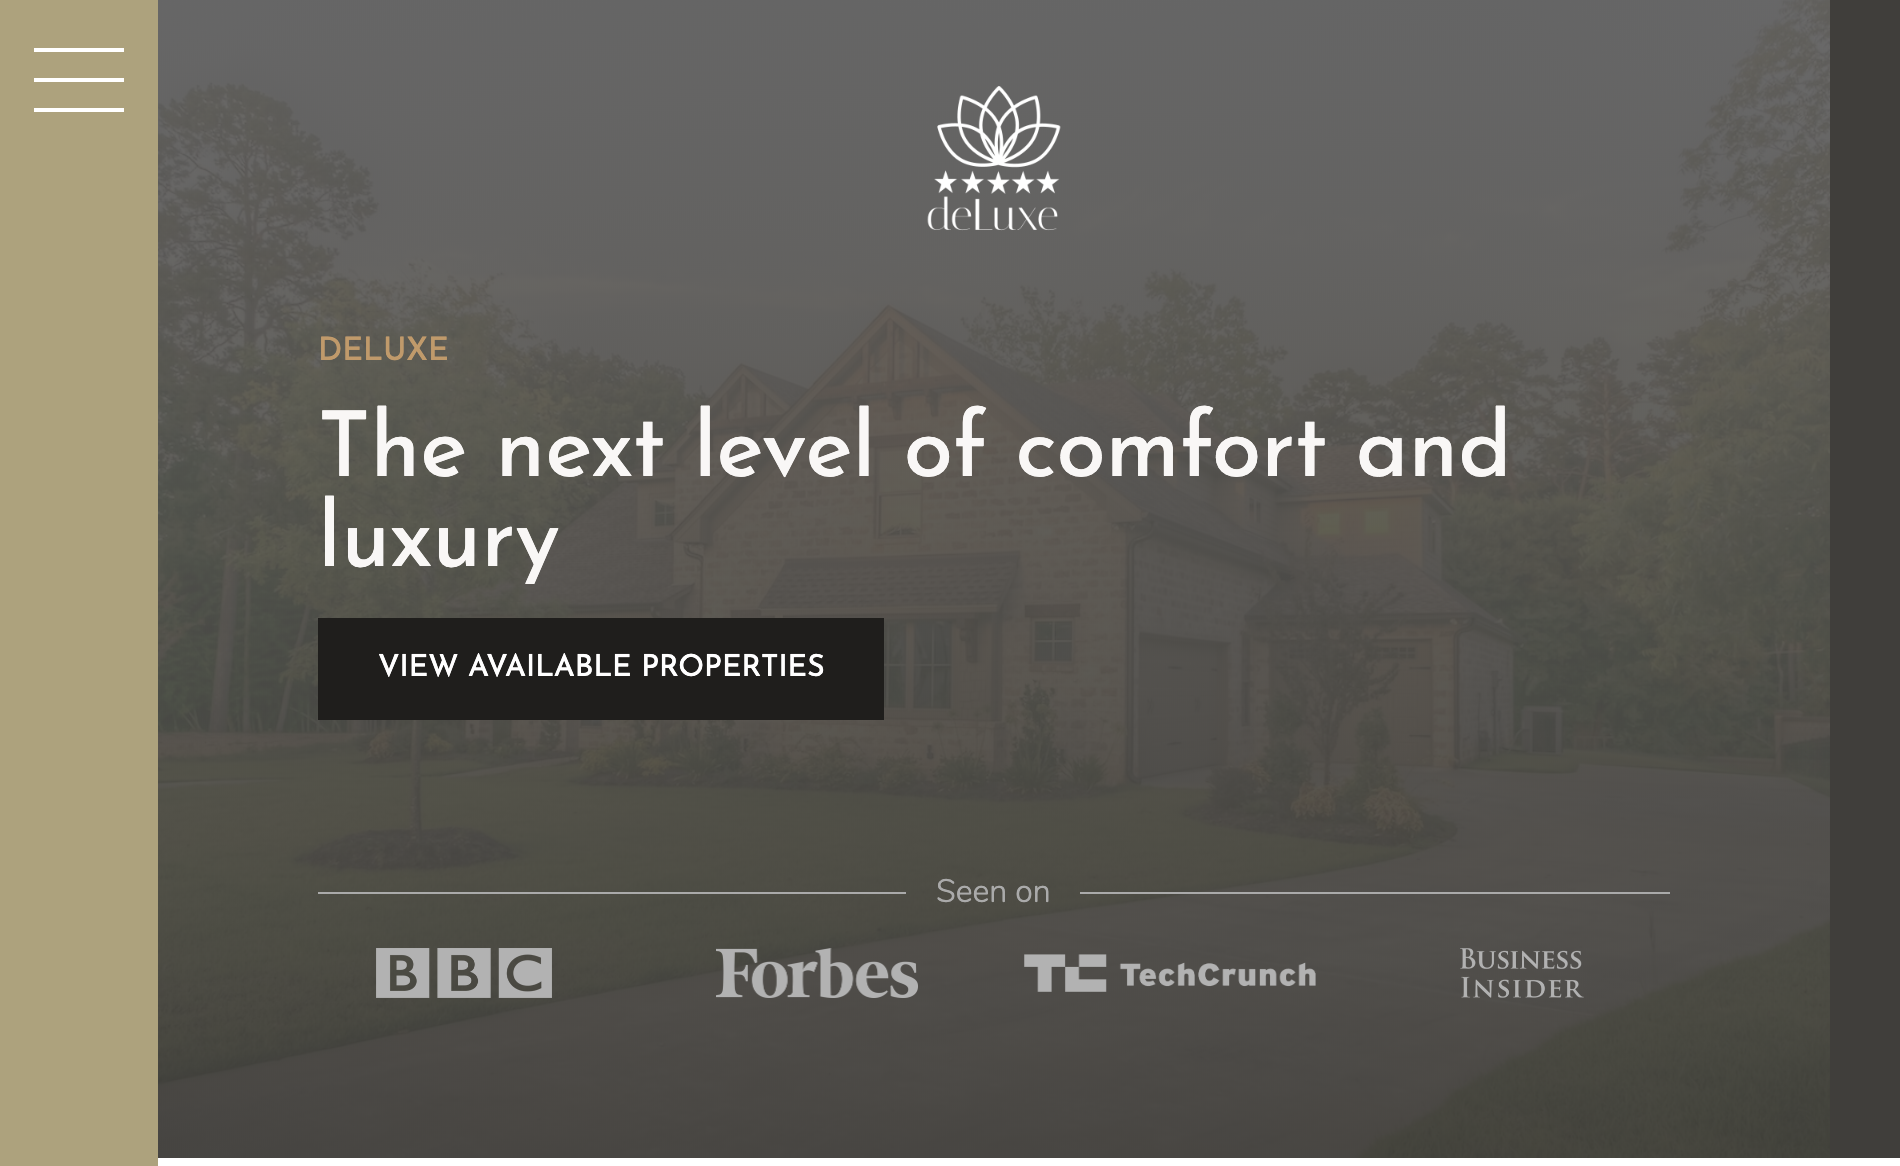 deLuxe
DELUXE
The next level of comfort and
luxury
VIEW AVAILABLE PROPERTIES
Seen on
BBC
Forbes
TC TechCrunch
BUSINESS
INSIDER